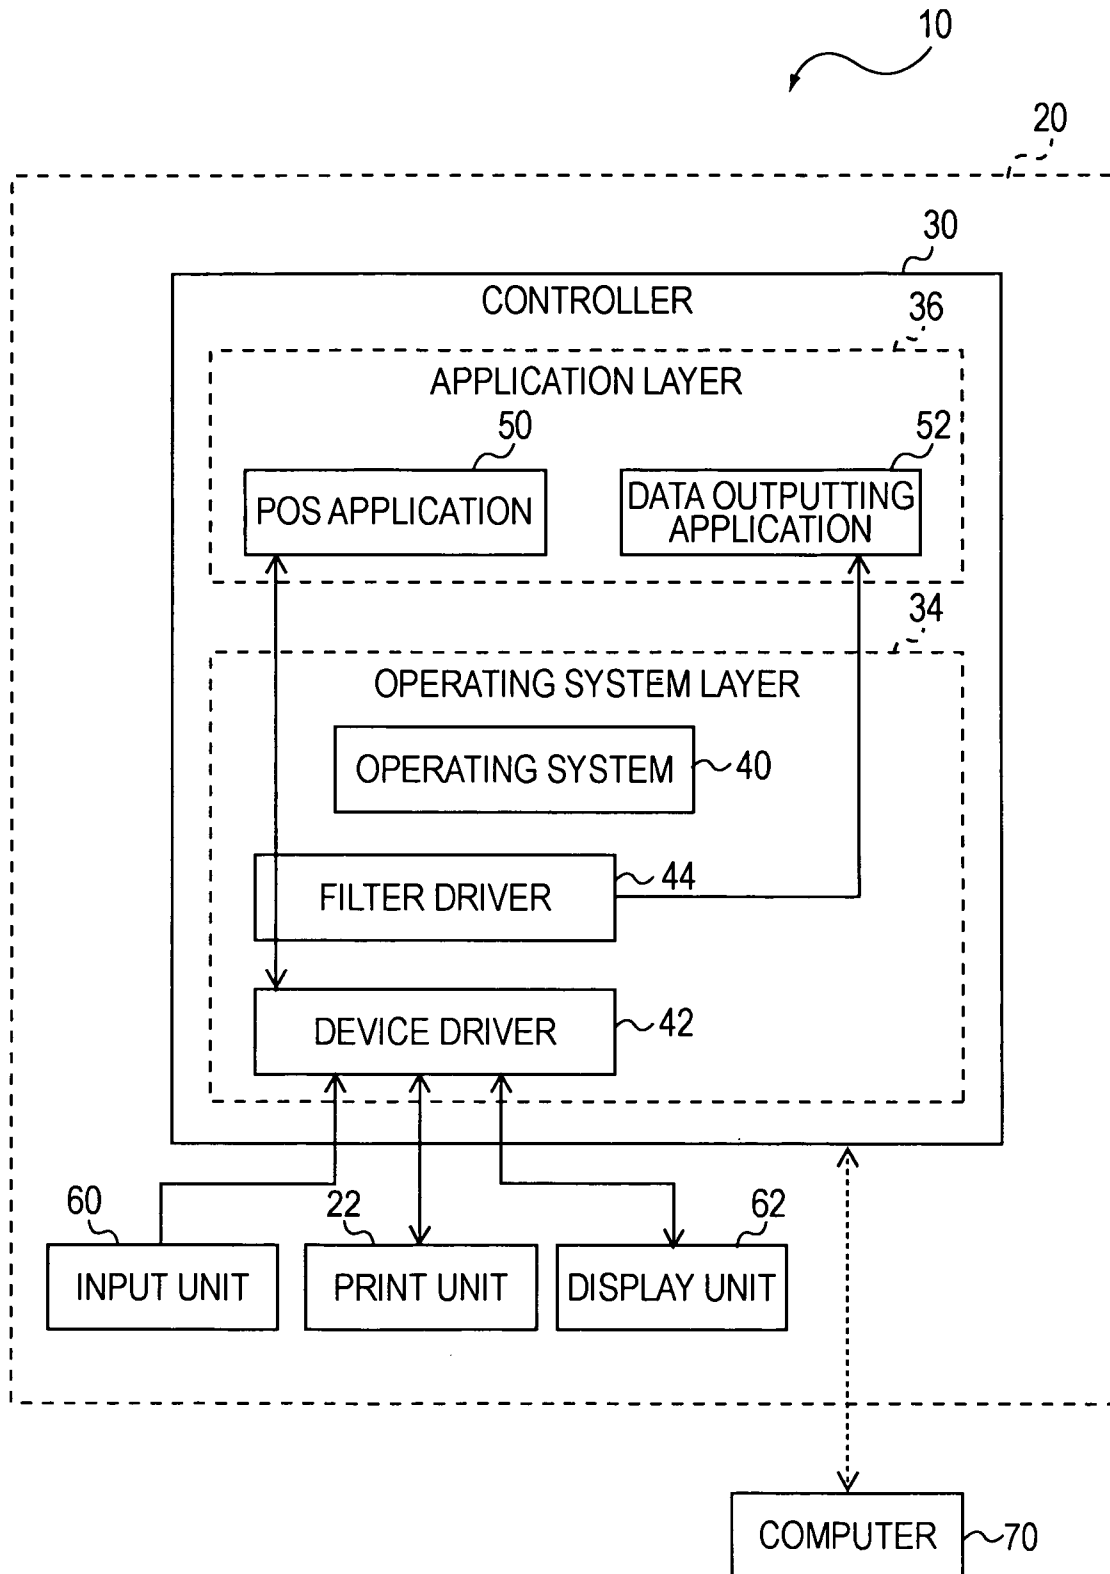 10
20
30
CONTROLLER
36
APPLICATION LAYER
50
52
POS APPLICATION
DATA OUTPUTTING
APPLICATION
34
OPERATING SYSTEM LAYER
OPERATING SYSTEM
40
FILTER DRIVER
44
DEVICE DRIVER
42
60
22
62
INPUT UNIT
PRINT UNIT
DISPLAY UNIT
COMPUTER
70